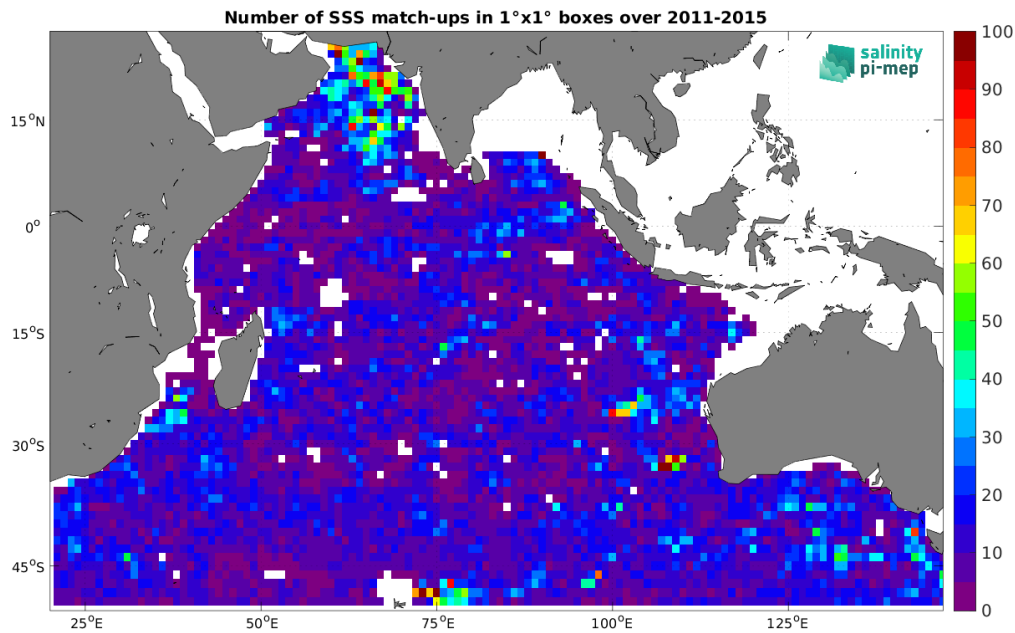 Number of SSS match-ups in 1°x1° boxes over 2011-2015
salinity
pi-mep
15°N
0°
15°S
30°S
45°S
25°E
50°E
75°E
100°E
125°E
100
90
80
70
60
50
40
30
20
10
0